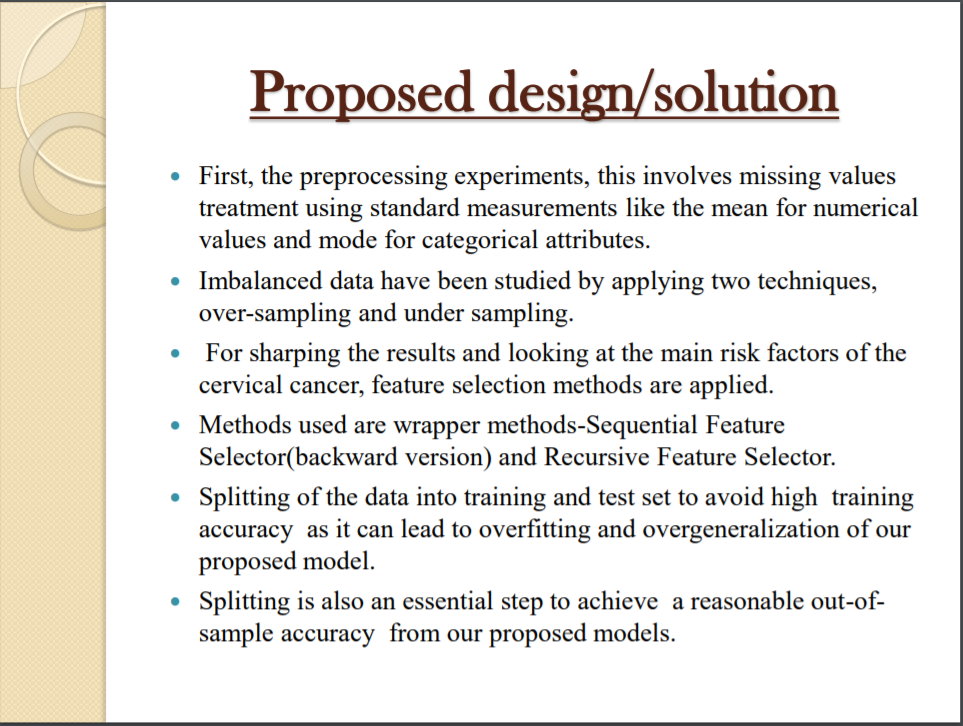 Proposed design/solution
First, the preprocessing experiments, this involves missing values
treatment using standard measurements like the mean for numerical
values and mode for categorical attributes.
Imbalanced data have been studied by applying two techniques,
over-sampling and under sampling.
For sharping the results and looking at the main risk factors of the
cervical cancer, feature selection methods are applied.
Methods used are wrapper methods-Sequential Feature
Selector(backward version) and Recursive Feature Selector.
Splitting of the data into training and test set to avoid high  training
accuracy  as it can lead to overfitting and overgeneralization of our
proposed model.
Splitting is also an essential step to achieve  a reasonable out-of-
sample accuracy  from our proposed models.